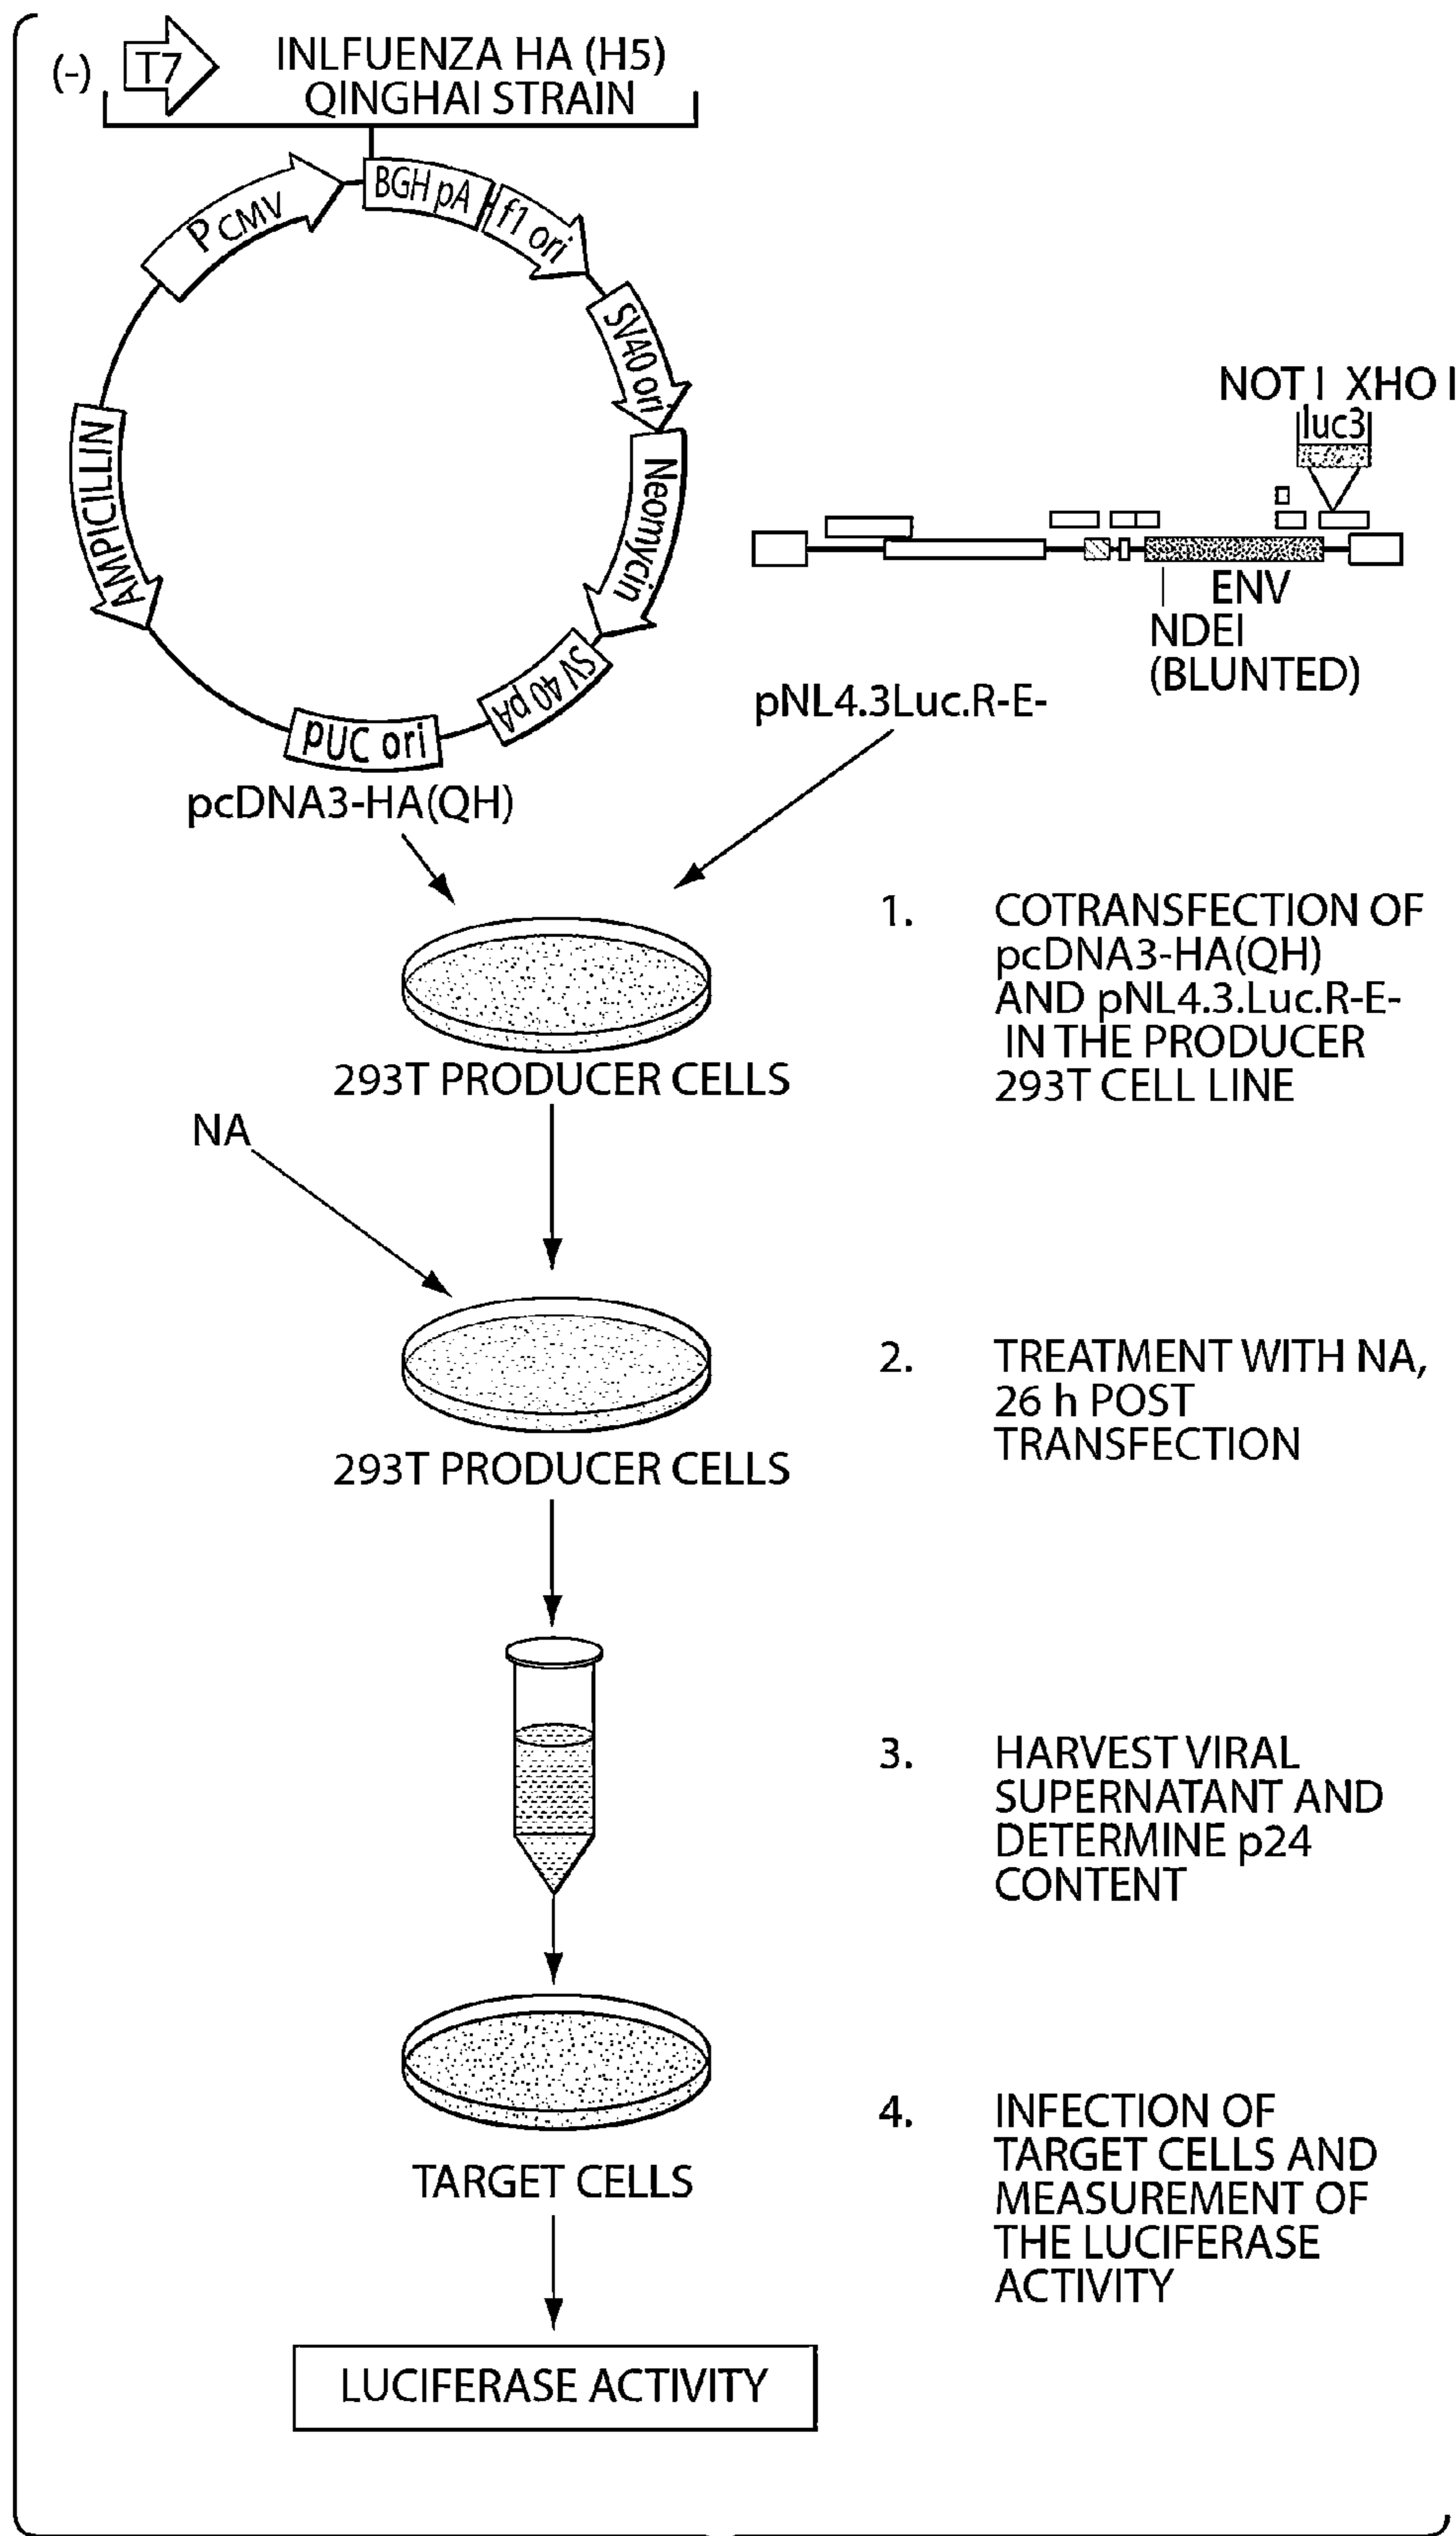 (-) T7 INLFUENZA HA (H5)
QINGHAI STRAIN
P CMV
BGH pA
f1 ori
SV40 ori
Neomycin
SV 40 pA
pUC ori
AMPICILLIN
pcDNA3-HA(QH)
NOT I XHO I
luc3
ENV
NDEI
(BLUNTED)
pNL4.3Luc.R-E-
293T PRODUCER CELLS
1. COTRANSFECTION OF
pcDNA3-HA(QH)
AND pNL4.3.Luc.R-E-
IN THE PRODUCER
293T CELL LINE
NA
293T PRODUCER CELLS
2. TREATMENT WITH NA,
26 h POST
TRANSFECTION
3. HARVEST VIRAL
SUPERNATANT AND
DETERMINE p24
CONTENT
TARGET CELLS
4. INFECTION OF
TARGET CELLS AND
MEASUREMENT OF
THE LUCIFERASE
ACTIVITY
LUCIFERASE ACTIVITY